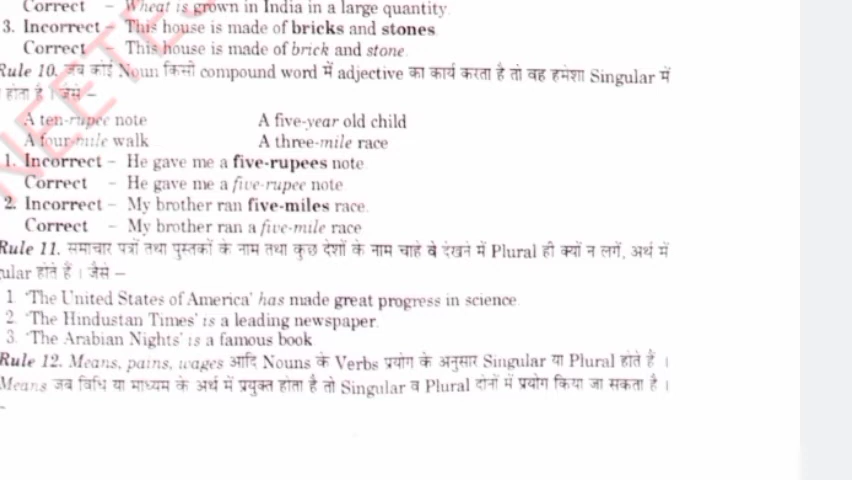 Correct – Wheat is grown in India in a large quantity.
3. Incorrect – This house is made of bricks and stones.
Correct – This house is made of brick and stone.
Rule 10. जब कोई Noun किसी compound word में adjective का कार्य करता है तो वह हमेशा Singular में
होता है । जैसे –
A ten-rupee note A five-year old child
A four-mile walk A three-mile race
1. Incorrect – He gave me a five-rupees note.
Correct – He gave me a five-rupee note.
2. Incorrect – My brother ran five-miles race.
Correct – My brother ran a five-mile race.
Rule 11. समाचार पत्रों तथा पुस्तकों के नाम तथा कुछ देशों के नाम चाहे वे देखने में Plural ही क्यों न लगें, अर्थ में
ular होते हैं । जैसे –
1. 'The United States of America' has made great progress in science.
2. 'The Hindustan Times' is a leading newspaper.
3. 'The Arabian Nights' is a famous book
Rule 12. Means, pains, wages आदि Nouns के Verbs प्रयोग के अनुसार Singular या Plural होते हैं ।
Means जब विधि या माध्यम के अर्थ में प्रयुक्त होता है तो Singular व Plural दोनों में प्रयोग किया जा सकता है ।
–